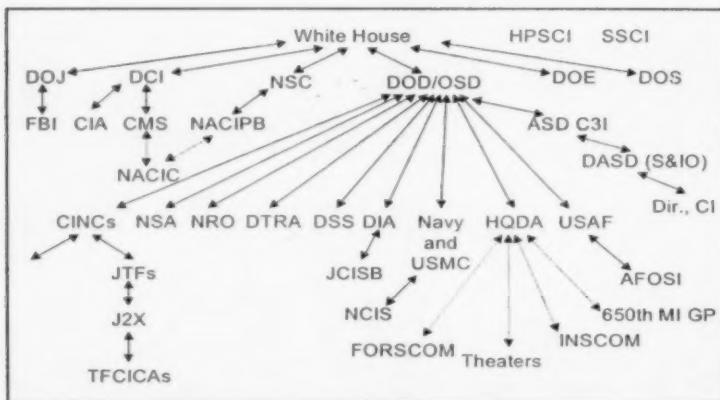 White House HPSCI SSCI
DOJ DCI NSC DOD/OSD DOE DOS
FBI CIA CMS NACIPB ASD C3I
NACIC DASD (S&IO)
Dir., CI
CINCs NSA NRO DTRA DSS DIA Navy and USMC HQDA USAF
JTFs JCISB AFOSI
J2X NCIS 650th MI GP
TFCICAs FORSCOM Theaters INSCOM